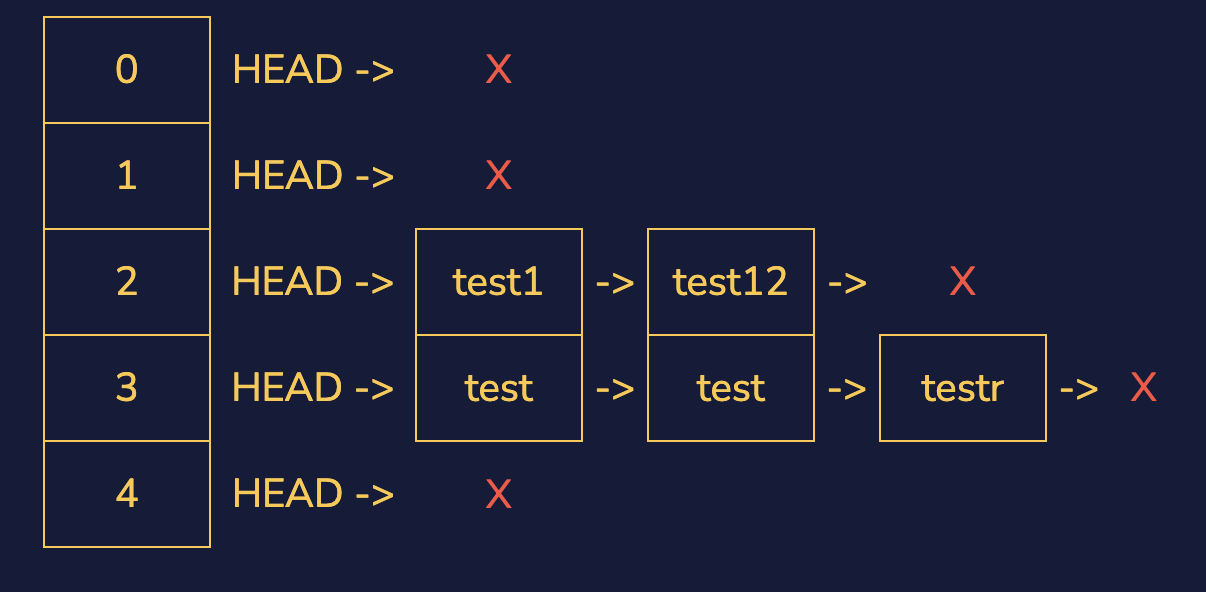 0 HEAD -> X
1 HEAD -> X
2 HEAD -> test1 -> test12 -> X
3 HEAD -> test -> test -> testr -> X
4 HEAD -> X